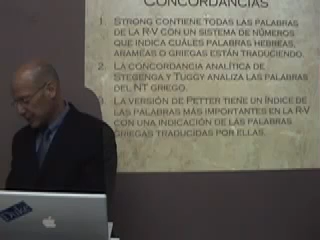 CONCORDANCIAS
1. STRONG CONTIENE TODAS LAS PALABRAS
DE LA R-V CON UN SISTEMA DE NÚMEROS
QUE INDICA CUÁLES PALABRAS HEBREAS,
ARAMEAS O GRIEGAS ESTÁN TRADUCIENDO.
2. LA CONCORDANCIA ANALÍTICA DE
STEGENGA Y TUGGY ANALIZA LAS PALABRAS
DEL NT GRIEGO.
3. LA VERSIÓN DE PETTER TIENE UN ÍNDICE DE
LAS PALABRAS MÁS IMPORTANTES EN LA R-V
CON UNA INDICACIÓN DE LAS PALABRAS
GRIEGAS TRADUCIDAS POR ELLAS.